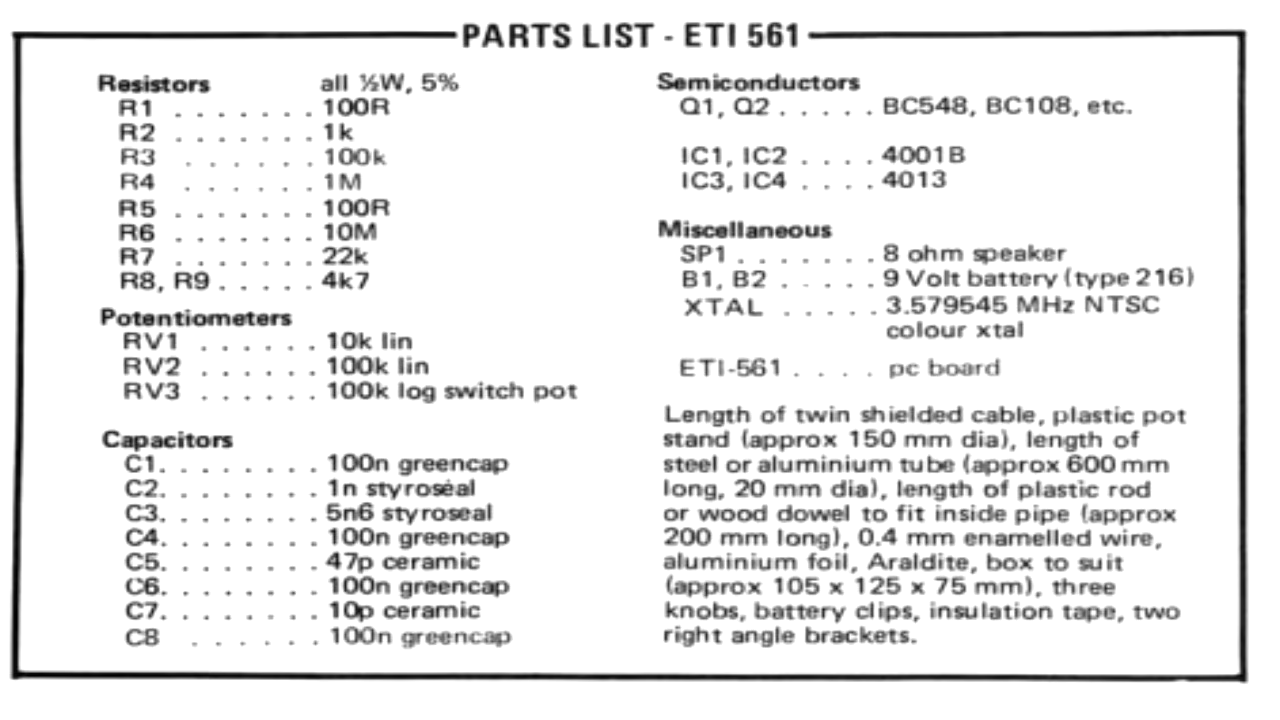 PARTS LIST - ETI 561
Resistors all ½W, 5%
R1 . . . . . . . 100R
R2 . . . . . . . 1k
R3 . . . . . . 100k
R4 . . . . . . 1M
R5 . . . . . . . 100R
R6 . . . . . . . 10M
R7 . . . . . . . 22k
R8, R9 . . . . . 4k7
Potentiometers
RV1 . . . . . . 10k lin
RV2 . . . . . . 100k lin
RV3 . . . . . . 100k log switch pot
Capacitors
C1. . . . . . . . 100n greencap
C2. . . . . . . . 1n styroseal
C3. . . . . . . . 5n6 styroseal
C4. . . . . . . . 100n greencap
C5. . . . . . . . 47p ceramic
C6. . . . . . . . 100n greencap
C7. . . . . . . . 10p ceramic
C8 . . . . . . 100n greencap
Semiconductors
Q1, Q2 . . . . . BC548, BC108, etc.
IC1, IC2 . . . . 4001B
IC3, IC4 . . . . 4013
Miscellaneous
SP1 . . . . . . . 8 ohm speaker
B1, B2 . . . . . 9 Volt battery (type 216)
XTAL . . . . . 3.579545 MHz NTSC
colour xtal
ETI-561 . . . . pc board
Length of twin shielded cable, plastic pot
stand (approx 150 mm dia), length of
steel or aluminium tube (approx 600 mm
long, 20 mm dia), length of plastic rod
or wood dowel to fit inside pipe (approx
200 mm long), 0.4 mm enamelled wire,
aluminium foil, Araldite, box to suit
(approx 105 x 125 x 75 mm), three
knobs, battery clips, insulation tape, two
right angle brackets.